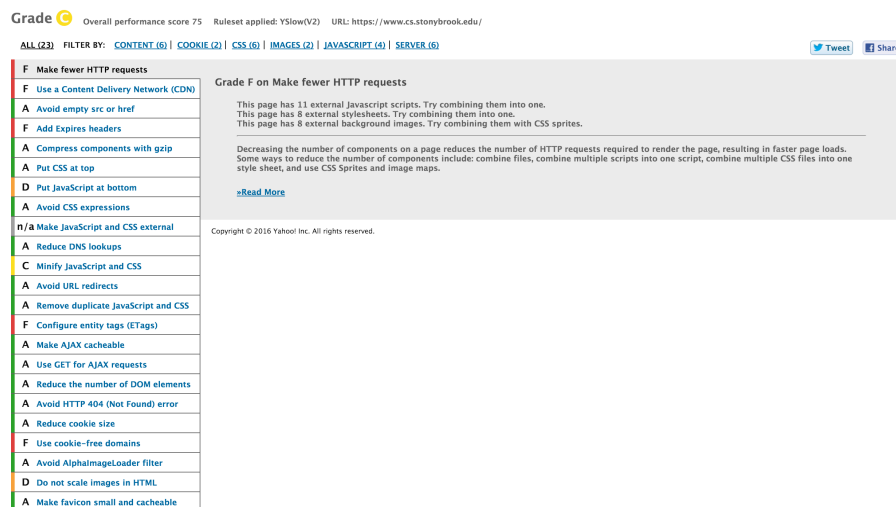 Grade C Overall performance score 75 Ruleset applied: YSlow(V2) URL: https://www.cs.stonybrook.edu/
ALL (23) FILTER BY: CONTENT (6) | COOKIE (2) | CSS (6) | IMAGES (2) | JAVASCRIPT (4) | SERVER (6)
Tweet
Shar
F Make fewer HTTP requests
F Use a Content Delivery Network (CDN)
A Avoid empty src or href
F Add Expires headers
A Compress components with gzip
A Put CSS at top
D Put JavaScript at bottom
A Avoid CSS expressions
n/a Make JavaScript and CSS external
A Reduce DNS lookups
C Minify JavaScript and CSS
A Avoid URL redirects
A Remove duplicate JavaScript and CSS
F Configure entity tags (ETags)
A Make AJAX cacheable
A Use GET for AJAX requests
A Reduce the number of DOM elements
A Avoid HTTP 404 (Not Found) error
A Reduce cookie size
F Use cookie-free domains
A Avoid AlphaImageLoader filter
D Do not scale images in HTML
A Make favicon small and cacheable
Grade F on Make fewer HTTP requests
This page has 11 external Javascript scripts. Try combining them into one.
This page has 8 external stylesheets. Try combining them into one.
This page has 8 external background images. Try combining them with CSS sprites.
Decreasing the number of components on a page reduces the number of HTTP requests required to render the page, resulting in faster page loads.
Some ways to reduce the number of components include: combine files, combine multiple scripts into one script, combine multiple CSS files into one
style sheet, and use CSS Sprites and image maps.
»Read More
Copyright © 2016 Yahoo! Inc. All rights reserved.